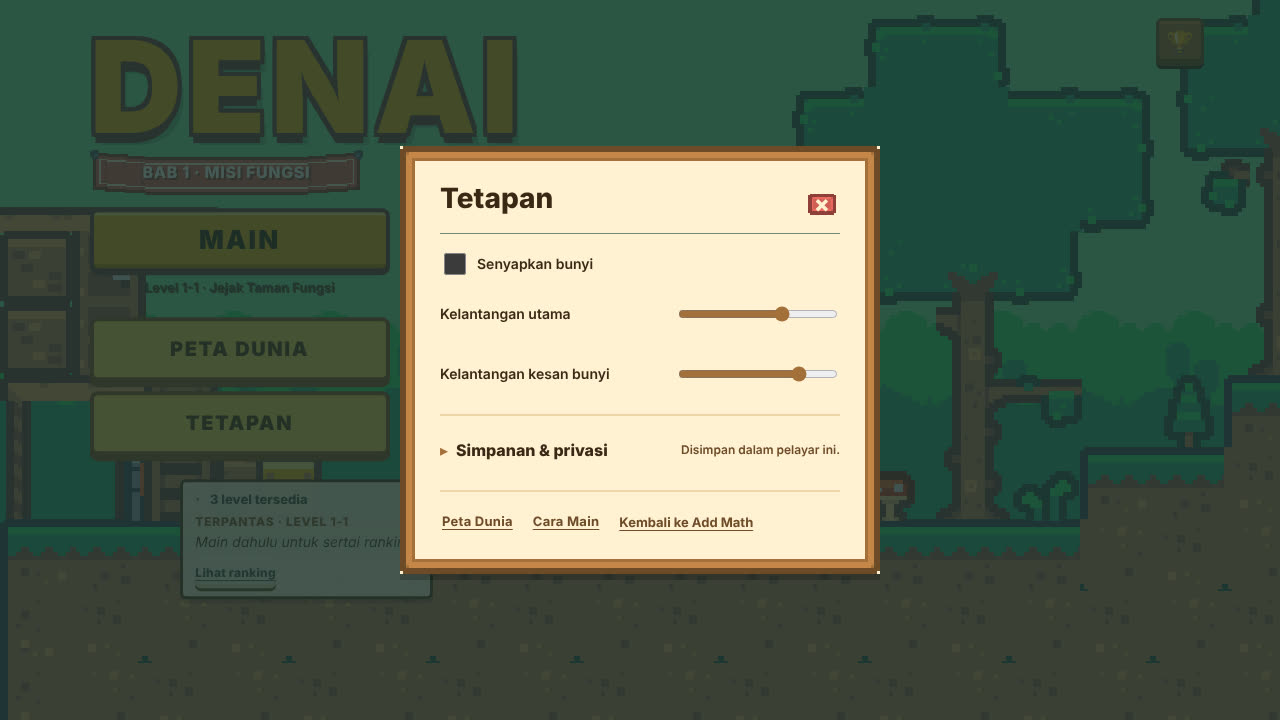 DENAI
BAB 1 · MISI FUNGSI
MAIN
Level 1-1 · Jejak Taman Fungsi
PETA DUNIA
TETAPAN
· 3 level tersedia
TERPANTAS · LEVEL 1-1
Main dahulu untuk sertai
Lihat ranking
Tetapan
Senyapkan bunyi
Kelantangan utama
Kelantangan kesan bunyi
Simpanan & privasi
Disimpan dalam pelayar ini.
Peta Dunia
Cara Main
Kembali ke Add Math